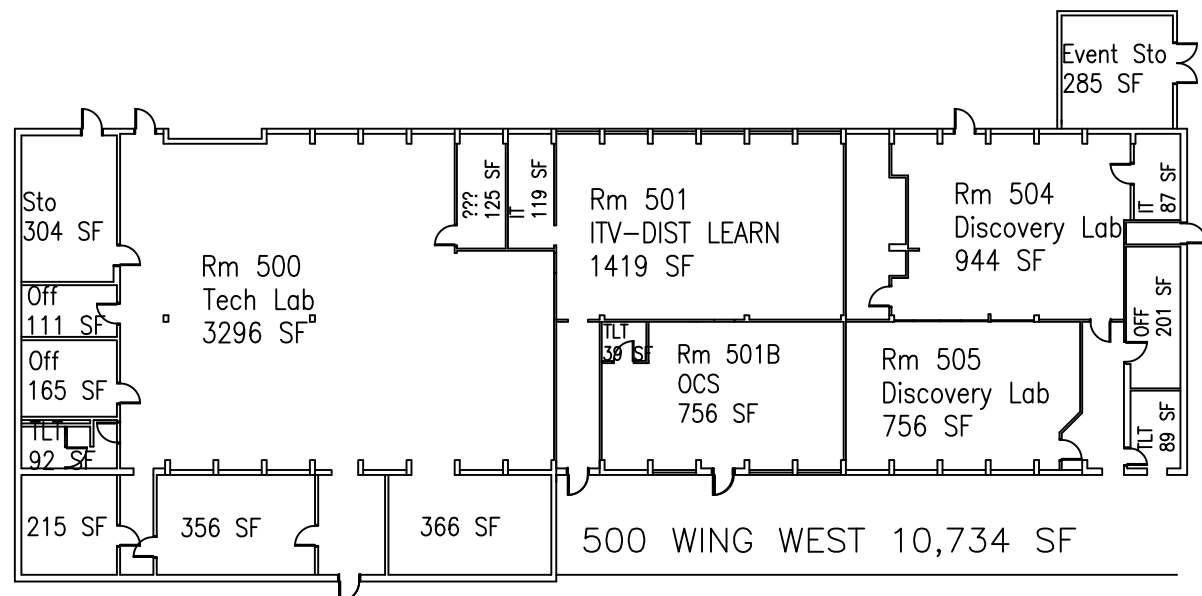 Event Sto
285 SF
Sto
304 SF
Rm 500
Tech Lab
3296 SF
???
125 SF
IT
119 SF
Rm 501
ITV-DIST LEARN
1419 SF
Rm 504
Discovery Lab
944 SF
IT
87 SF
Off
111 SF
Off
165 SF
TLT
92 SF
TLT
39 SF
Rm 501B
OCS
756 SF
Rm 505
Discovery Lab
756 SF
OFF
201 SF
TLT
89 SF
215 SF
356 SF
366 SF
500 WING WEST 10,734 SF